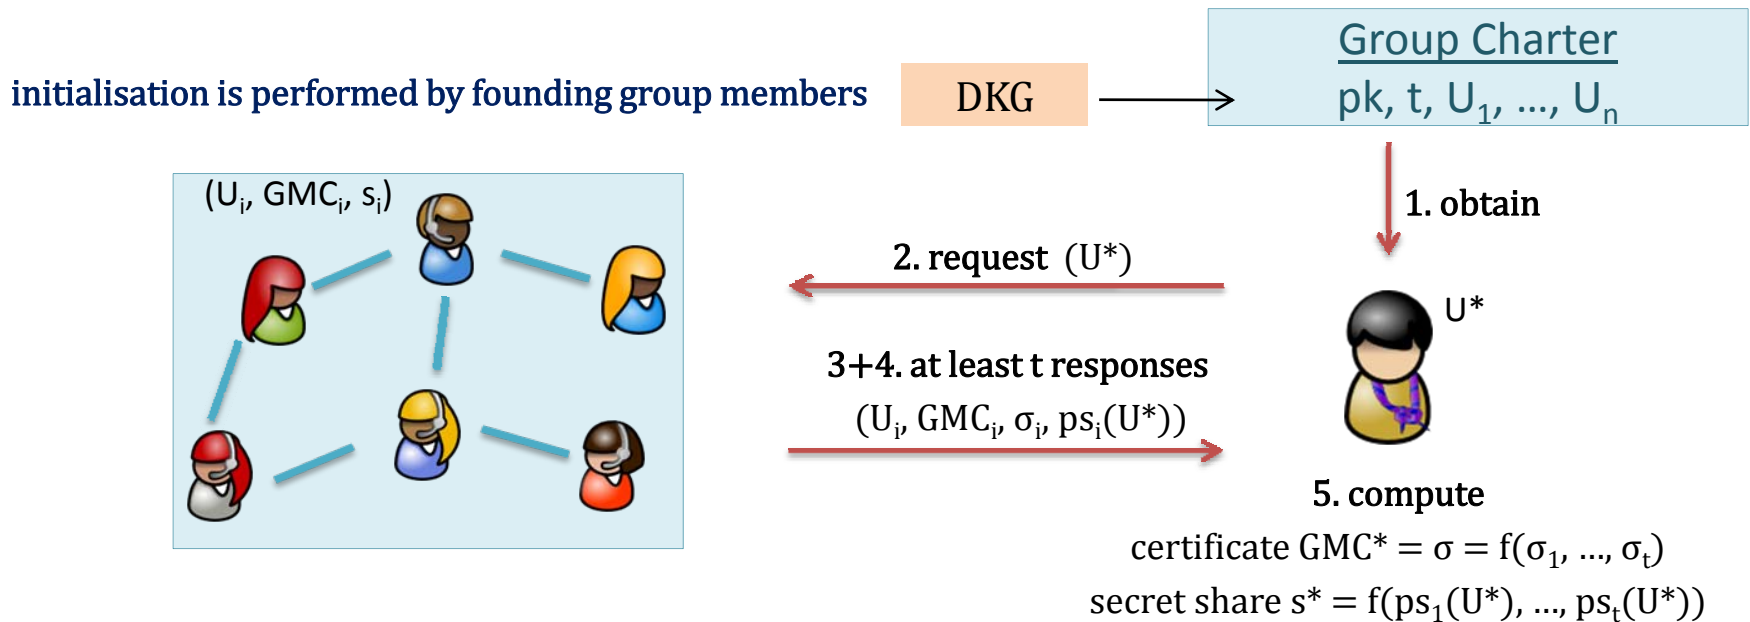 Group Charter
initialisation is performed by founding group members
DKG
pk, t, U₁, ..., Uₙ
(Uᵢ, GMCᵢ, sᵢ)
1. obtain
2. request (U*)
U*
3+4. at least t responses
(Uᵢ, GMCᵢ, σᵢ, psᵢ(U*))
5. compute
certificate GMC* = σ = f(σ₁, ..., σₜ)
secret share s* = f(ps₁(U*), ..., psₜ(U*))